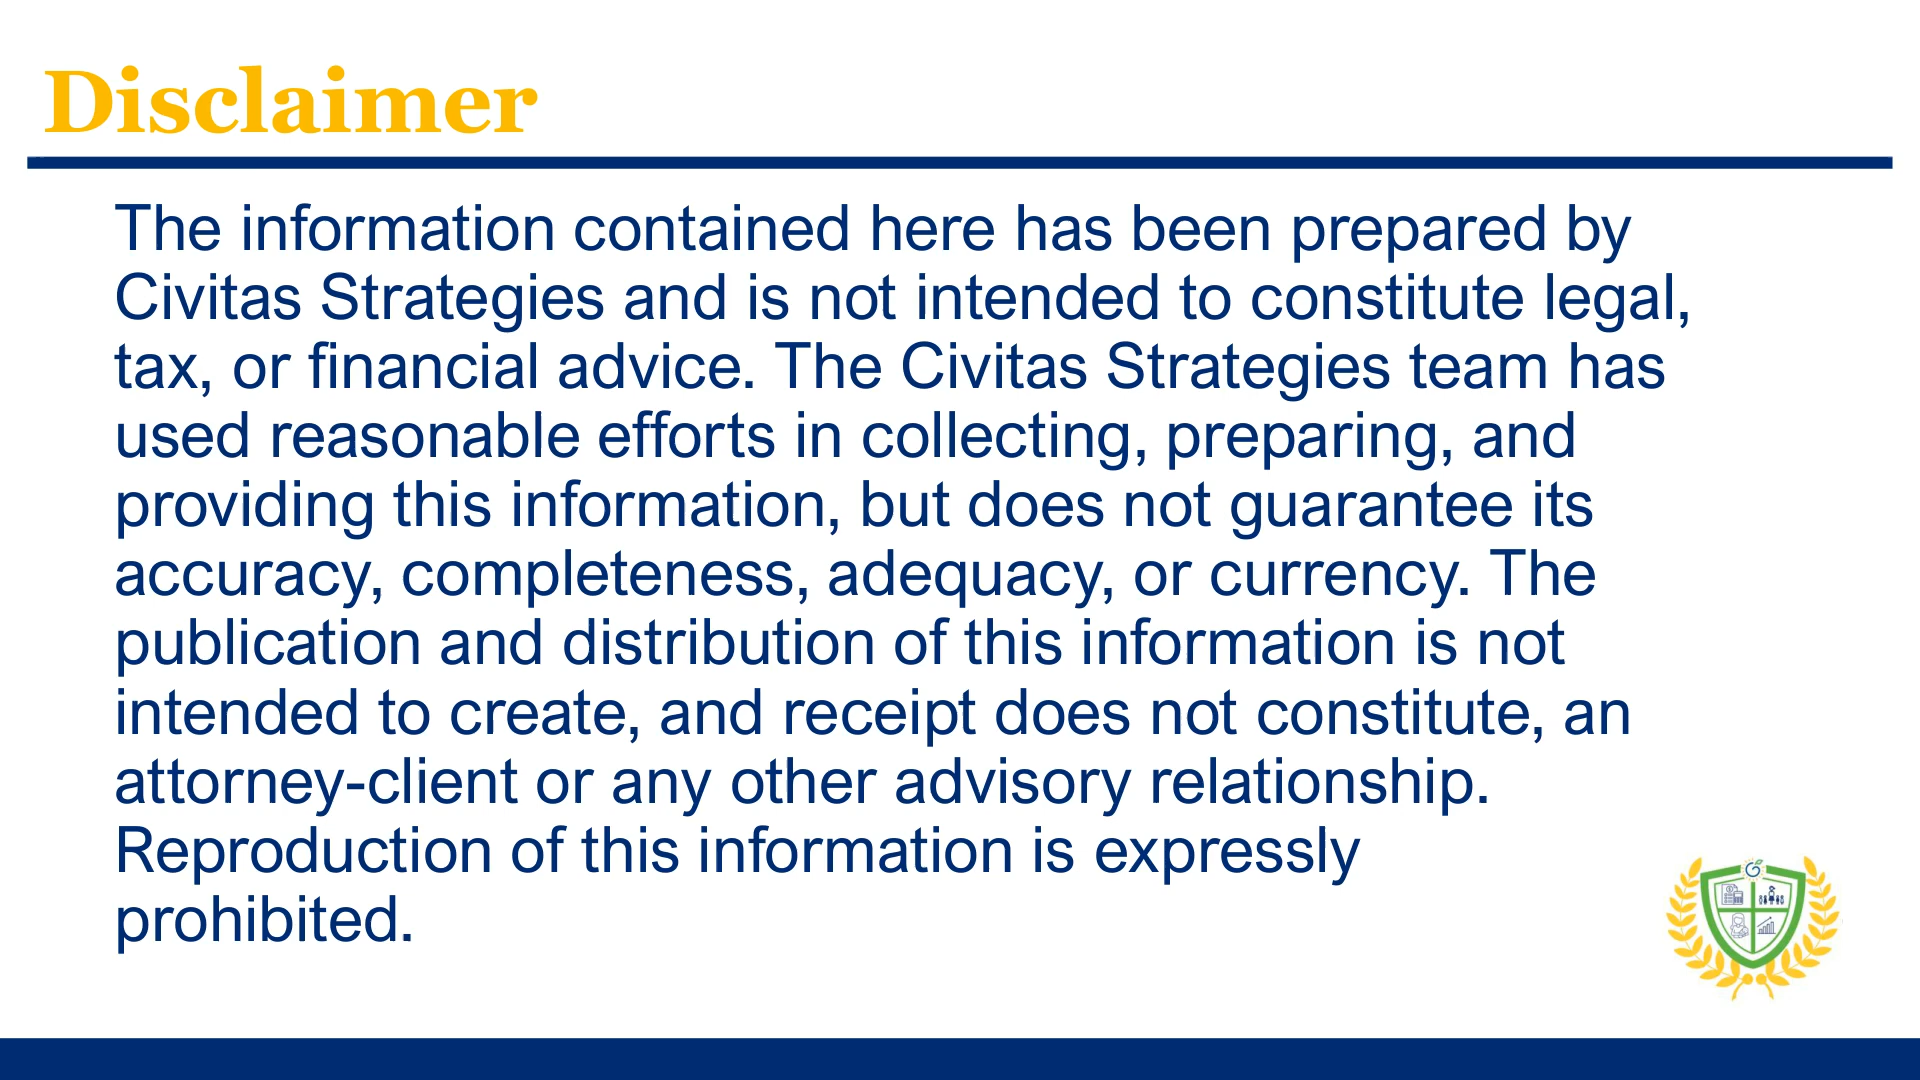 Disclaimer
The information contained here has been prepared by
Civitas Strategies and is not intended to constitute legal,
tax, or financial advice. The Civitas Strategies team has
used reasonable efforts in collecting, preparing, and
providing this information, but does not guarantee its
accuracy, completeness, adequacy, or currency. The
publication and distribution of this information is not
intended to create, and receipt does not constitute, an
attorney-client or any other advisory relationship.
Reproduction of this information is expressly
prohibited.